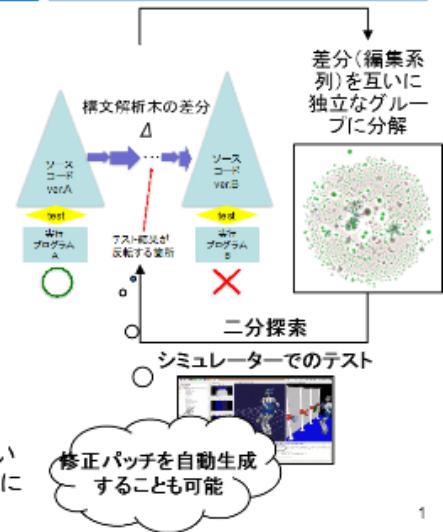 差分(編集系
列)を互いに
独立なグルー
プに分解
構文解析木の差分
Δ
ソース
コード
ver.A
...
ソース
コード
ver.B
test
test
実行
プログラム
A
テスト結果が
反転する箇所
実行
プログラム
B
二分探索
シミュレーターでのテスト
い
に
修正パッチを自動生成
することも可能
1